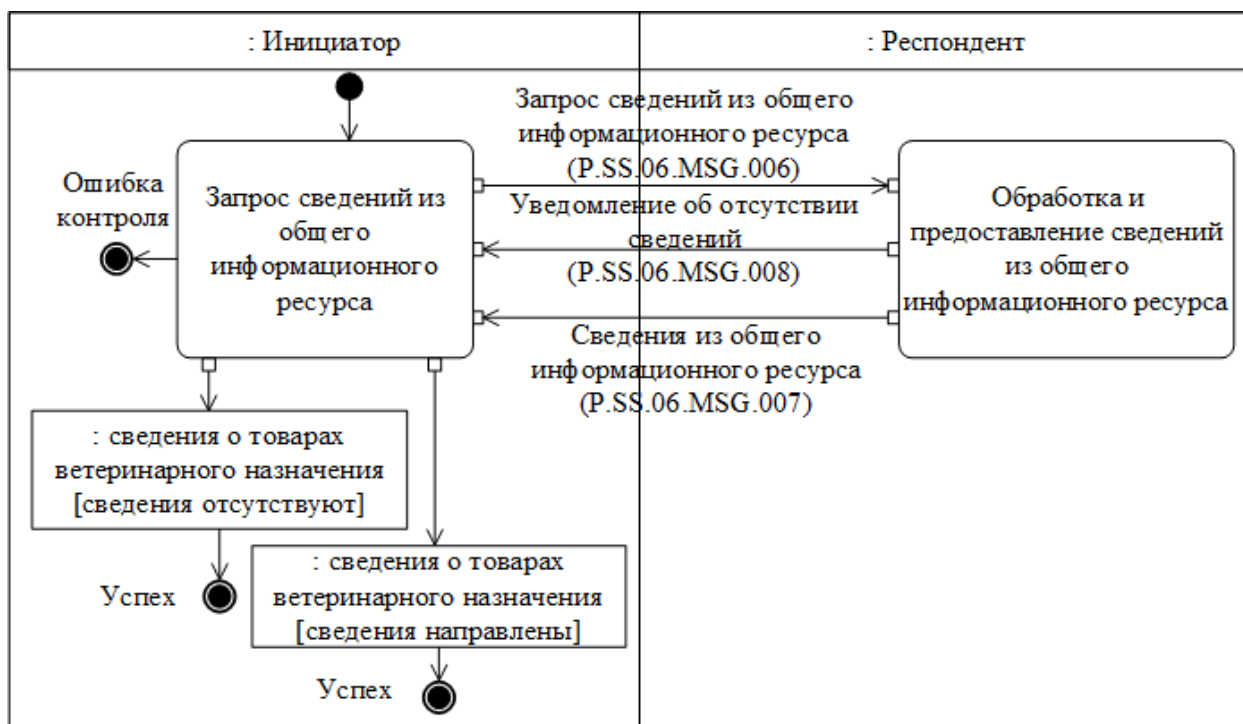 : Инициатор
: Респондент
Запрос сведений из общего
информационного ресурса
(P.SS.06.MSG.006)
Ошибка
контроля
Запрос сведений из
общего
информационного
ресурса
Уведомление об отсутствии
сведений
(P.SS.06.MSG.008)
Обработка и
предоставление сведений
из общего
информационного ресурса
Сведения из общего
информационного ресурса
(P.SS.06.MSG.007)
: сведения о товарах
ветеринарного назначения
[сведения отсутствуют]
Успех
: сведения о товарах
ветеринарного назначения
[сведения направлены]
Успех